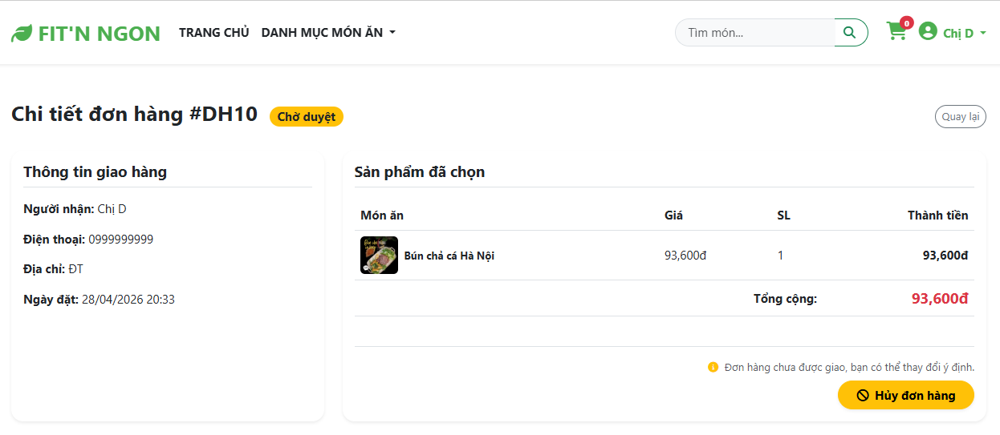 FIT'N NGON TRANG CHỦ DANH MỤC MÓN ĂN Tìm món... 0 Chị D
Chi tiết đơn hàng #DH10 Chờ duyệt Quay lại
Thông tin giao hàng
Người nhận: Chị D
Điện thoại: 0999999999
Địa chỉ: ĐT
Ngày đặt: 28/04/2026 20:33
Sản phẩm đã chọn
Món ăn Giá SL Thành tiền
Bún chả cá Hà Nội 93,600đ 1 93,600đ
Tổng cộng: 93,600đ
Đơn hàng chưa được giao, bạn có thể thay đổi ý định.
Hủy đơn hàng